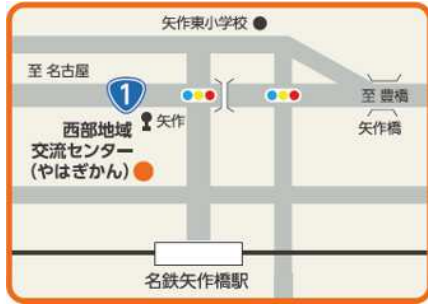 矢作東小学校
至 名古屋
1
至 豊橋
矢作
矢作橋
西部地域
交流センター
(やはぎかん)
名鉄矢作橋駅